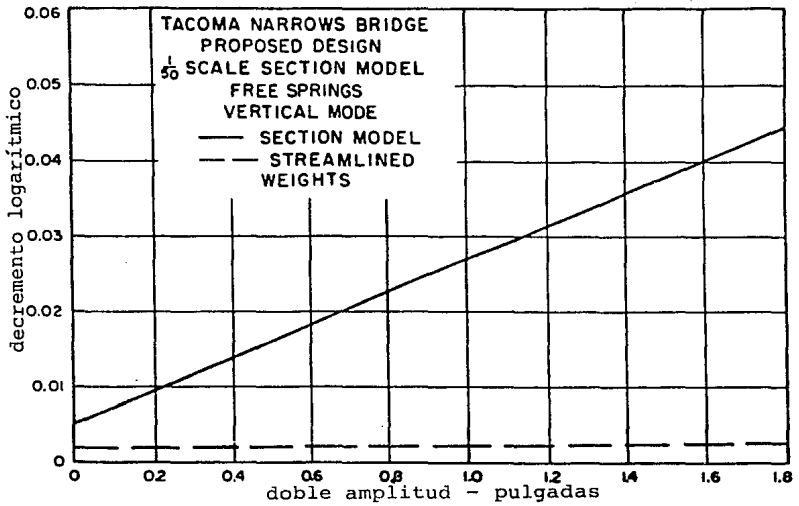 TACOMA NARROWS BRIDGE
PROPOSED DESIGN
1/50 SCALE SECTION MODEL
FREE SPRINGS
VERTICAL MODE
SECTION MODEL
STREAMLINED
WEIGHTS
decremento logarítmico
0.06
0.05
0.04
0.03
0.02
0.01
0
0 0.2 0.4 0.6 0.8 1.0 1.2 1.4 1.6 1.8
doble amplitud - pulgadas